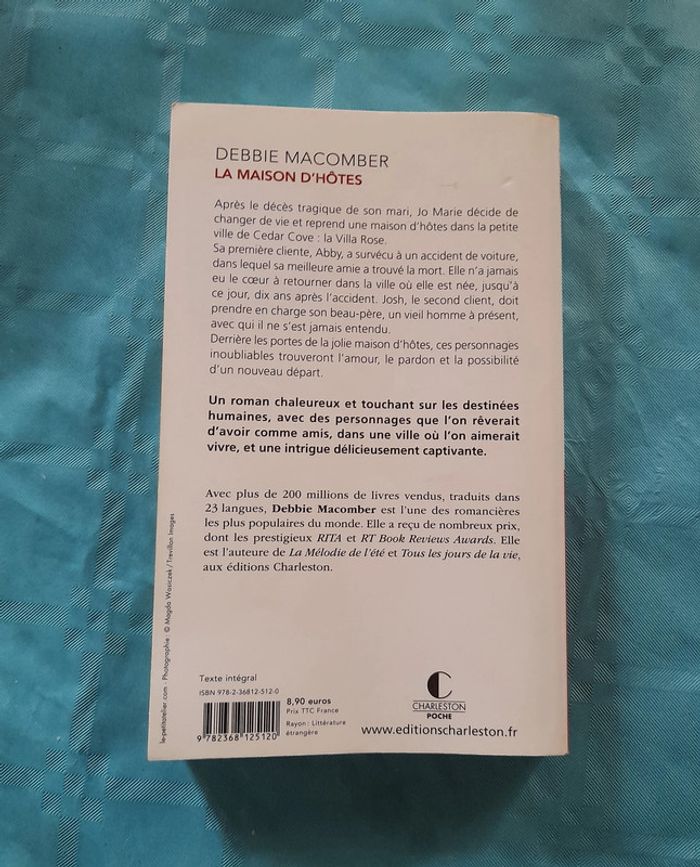 DEBBIE MACOMBER
LA MAISON D'HÔTES
Après le décès tragique de son mari, Jo Marie décide de
changer de vie et reprend une maison d'hôtes dans la petite
ville de Cedar Cove : la Villa Rose.
Sa première cliente, Abby, a survécu à un accident de voiture,
dans lequel sa meilleure amie a trouvé la mort. Elle n'a jamais
eu le cœur à retourner dans la ville où elle est née, jusqu'à
ce jour, dix ans après l'accident. Josh, le second client, doit
prendre en charge son beau-père, un vieil homme à présent,
avec qui il ne s'est jamais entendu.
Derrière les portes de la jolie maison d'hôtes, ces personnages
inoubliables trouveront l'amour, le pardon et la possibilité
d'un nouveau départ.
Un roman chaleureux et touchant sur les destinées
humaines, avec des personnages que l'on rêverait
d'avoir comme amis, dans une ville où l'on aimerait
vivre, et une intrigue délicieusement captivante.
Avec plus de 200 millions de livres vendus, traduits dans
23 langues, Debbie Macomber est l'une des romancières
les plus populaires du monde. Elle a reçu de nombreux prix,
dont les prestigieux RITA et RT Book Reviews Awards. Elle
est l'auteure de La Mélodie de l'été et Tous les jours de la vie,
aux éditions Charleston.
le-petitatelier.com Photographie : © Magda Wasiczek / Trevillion Images
Texte intégral
ISBN 978-2-36812-512-0
8,90 euros
Prix TTC France
Rayon : Littérature
étrangère
9 782368 125120
C
CHARLESTON
POCHE
www.editionscharleston.fr